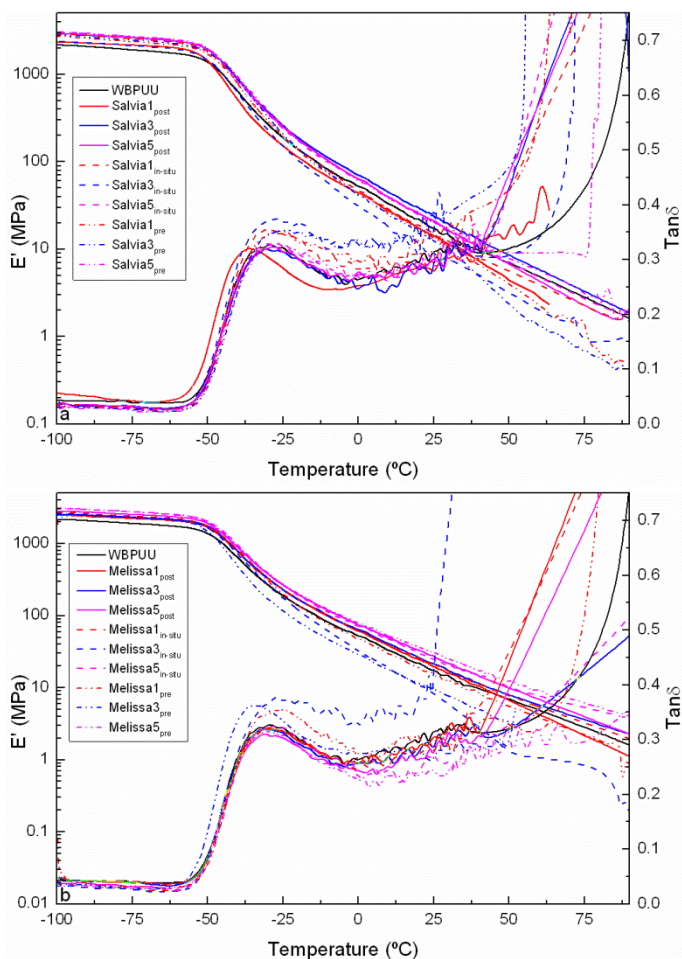 1000
100
10
1
0.1
E' (MPa)
0.7
0.6
0.5
0.4
0.3
0.2
0.1
0.0
Tanδ
WBPUU
Salvia1post
Salvia3post
Salvia5post
Salvia1in-situ
Salvia3in-situ
Salvia5in-situ
Salvia1pre
Salvia3pre
Salvia5pre
a
-100 -75 -50 -25 0 25 50 75
Temperature (ºC)
1000
100
10
1
0.1
0.01
E' (MPa)
0.7
0.6
0.5
0.4
0.3
0.2
0.1
0.0
Tanδ
WBPUU
Melissa1post
Melissa3post
Melissa5post
Melissa1in-situ
Melissa3in-situ
Melissa5in-situ
Melissa1pre
Melissa3pre
Melissa5pre
b
-100 -75 -50 -25 0 25 50 75
Temperature (ºC)